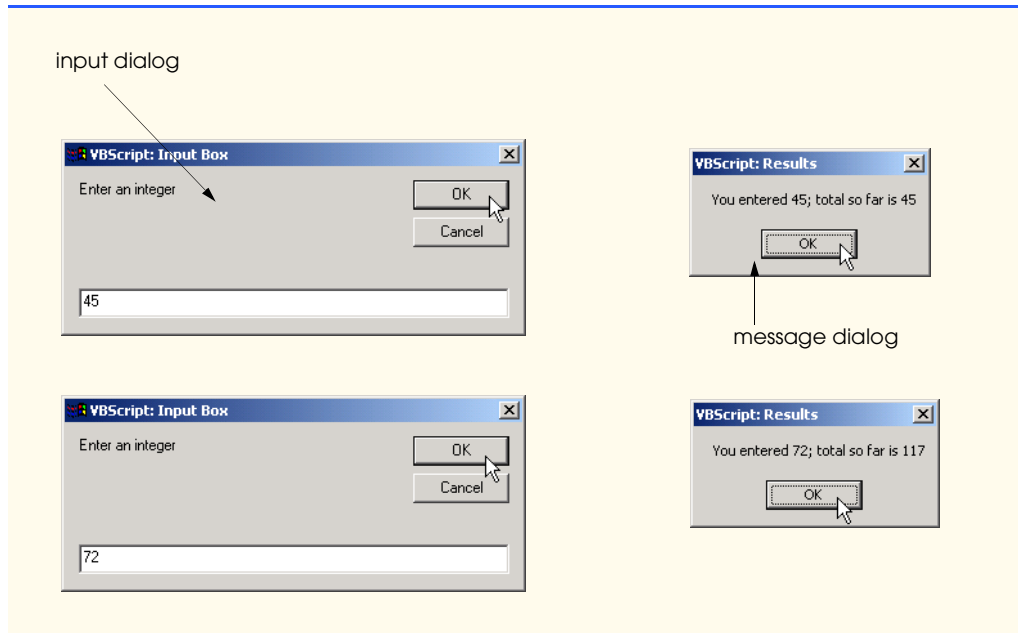 input dialog
VBScript: Input Box
Enter an integer
OK
Cancel
45
VBScript: Results
You entered 45; total so far is 45
OK
message dialog
VBScript: Input Box
Enter an integer
OK
Cancel
72
VBScript: Results
You entered 72; total so far is 117
OK